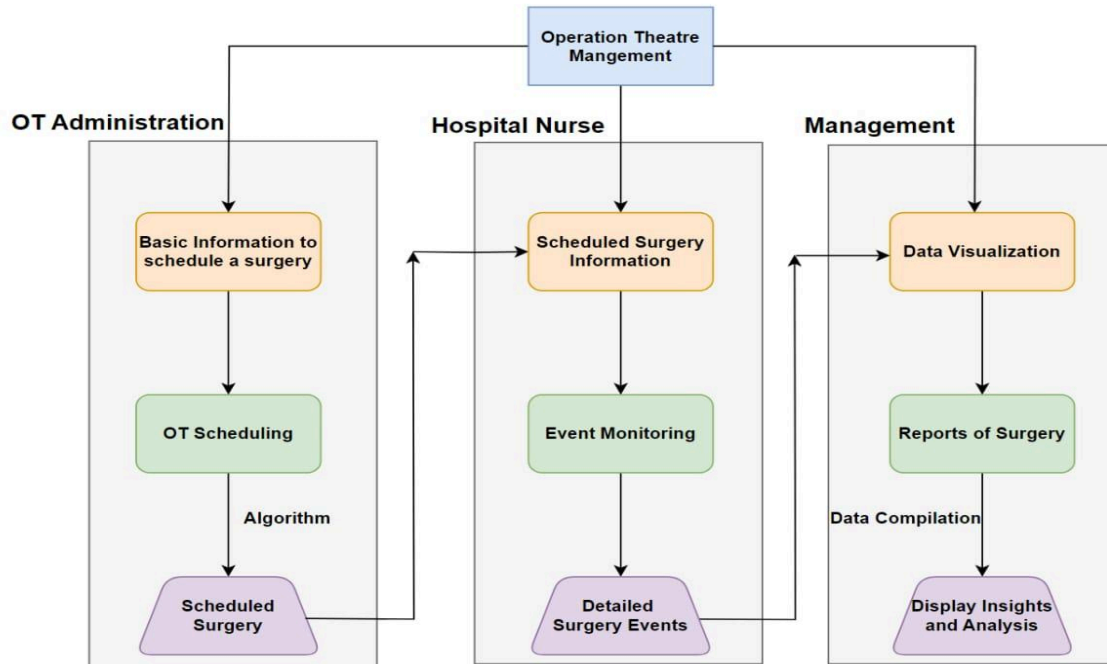 Operation Theatre
Mangement
OT Administration
Hospital Nurse
Management
Basic Information to
schedule a surgery
Scheduled Surgery
Information
Data Visualization
OT Scheduling
Event Monitoring
Reports of Surgery
Algorithm
Data Compilation
Scheduled
Surgery
Detailed
Surgery Events
Display Insights
and Analysis